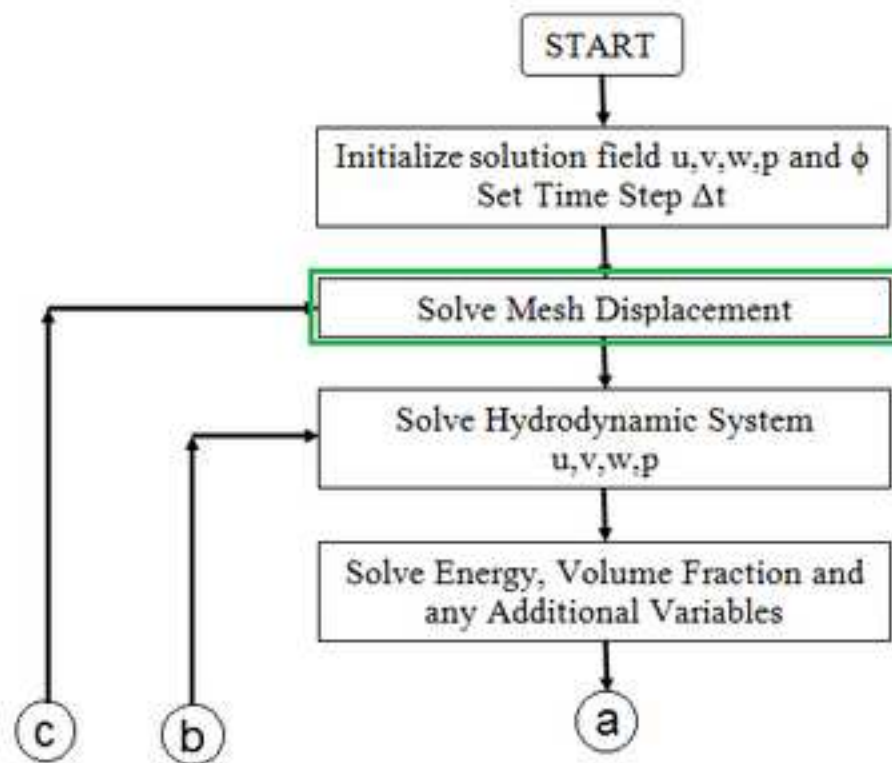 START
Initialize solution field u,v,w,p and ϕ
Set Time Step Δt
Solve Mesh Displacement
Solve Hydrodynamic System
u,v,w,p
Solve Energy, Volume Fraction and
any Additional Variables
c
b
a